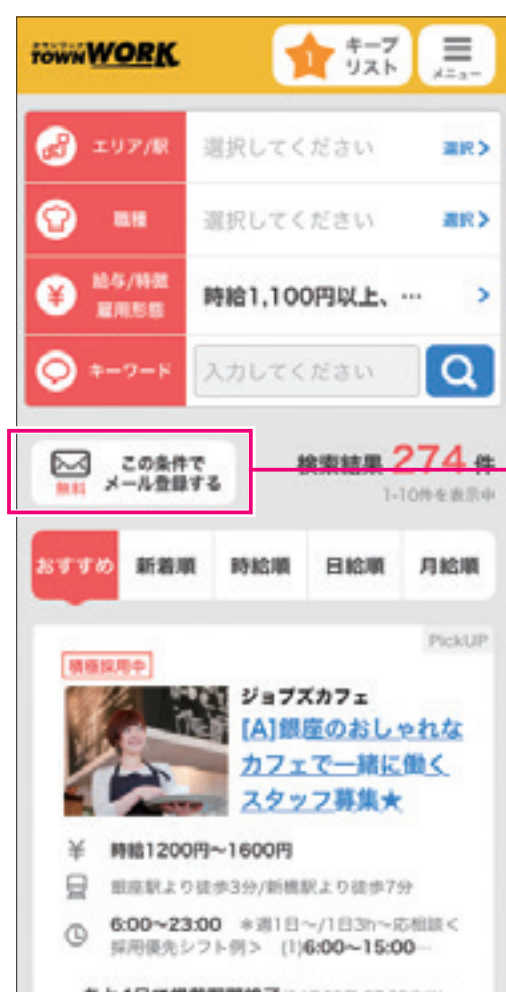 タウンワーク
TOWNWORK
1
キープ
リスト
メニュー
エリア/駅
選択してください
選択
職種
選択してください
選択
給与/特徴
雇用形態
時給1,100円以上、…
キーワード
入力してください
無料
この条件で
メール登録する
検索結果 274 件
1-10件を表示中
おすすめ
新着順
時給順
日給順
月給順
PickUP
積極採用中
ジョブズカフェ
[A]銀座のおしゃれな
カフェで一緒に働く
スタッフ募集★
時給1200円～1600円
銀座駅より徒歩3分/新橋駅より徒歩7分
6:00～23:00 ＊週1日～/1日3h～応相談＜
採用優先シフト例＞ (1)6:00～15:00…